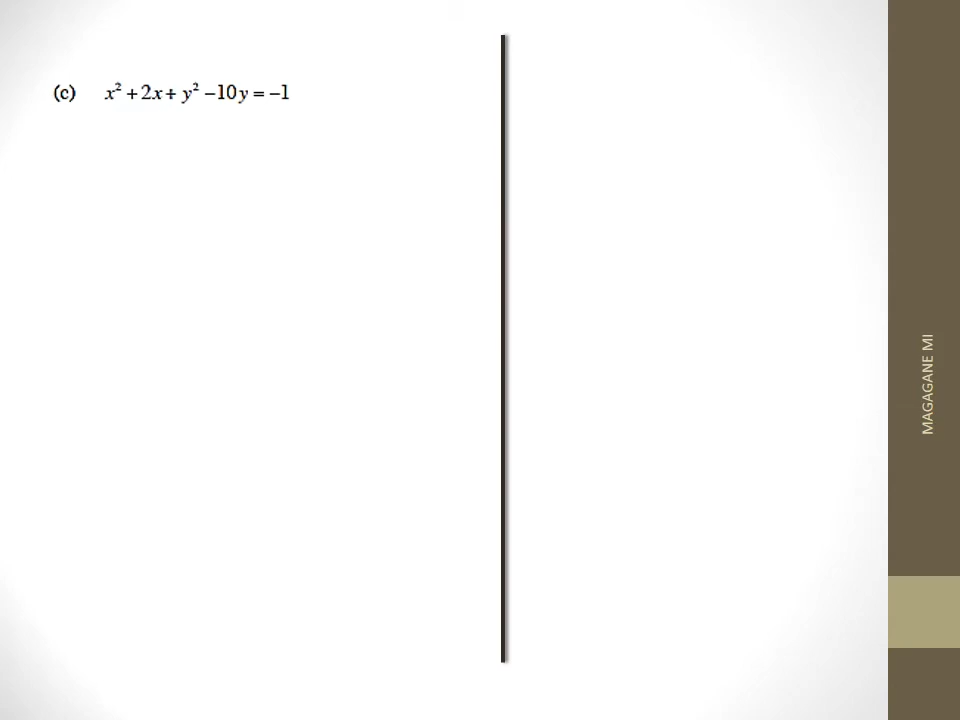 (c) x² + 2x + y² − 10y = −1
MAGAGANE MI